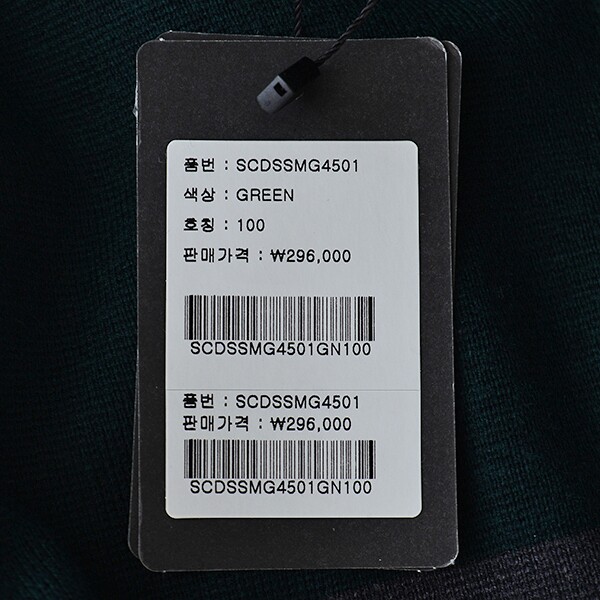 품번 : SCDSSMG4501
색상 : GREEN
호칭 : 100
판매가격 : ₩296,000
SCDSSMG4501GN100
품번 : SCDSSMG4501
판매가격 : ₩296,000
SCDSSMG4501GN100